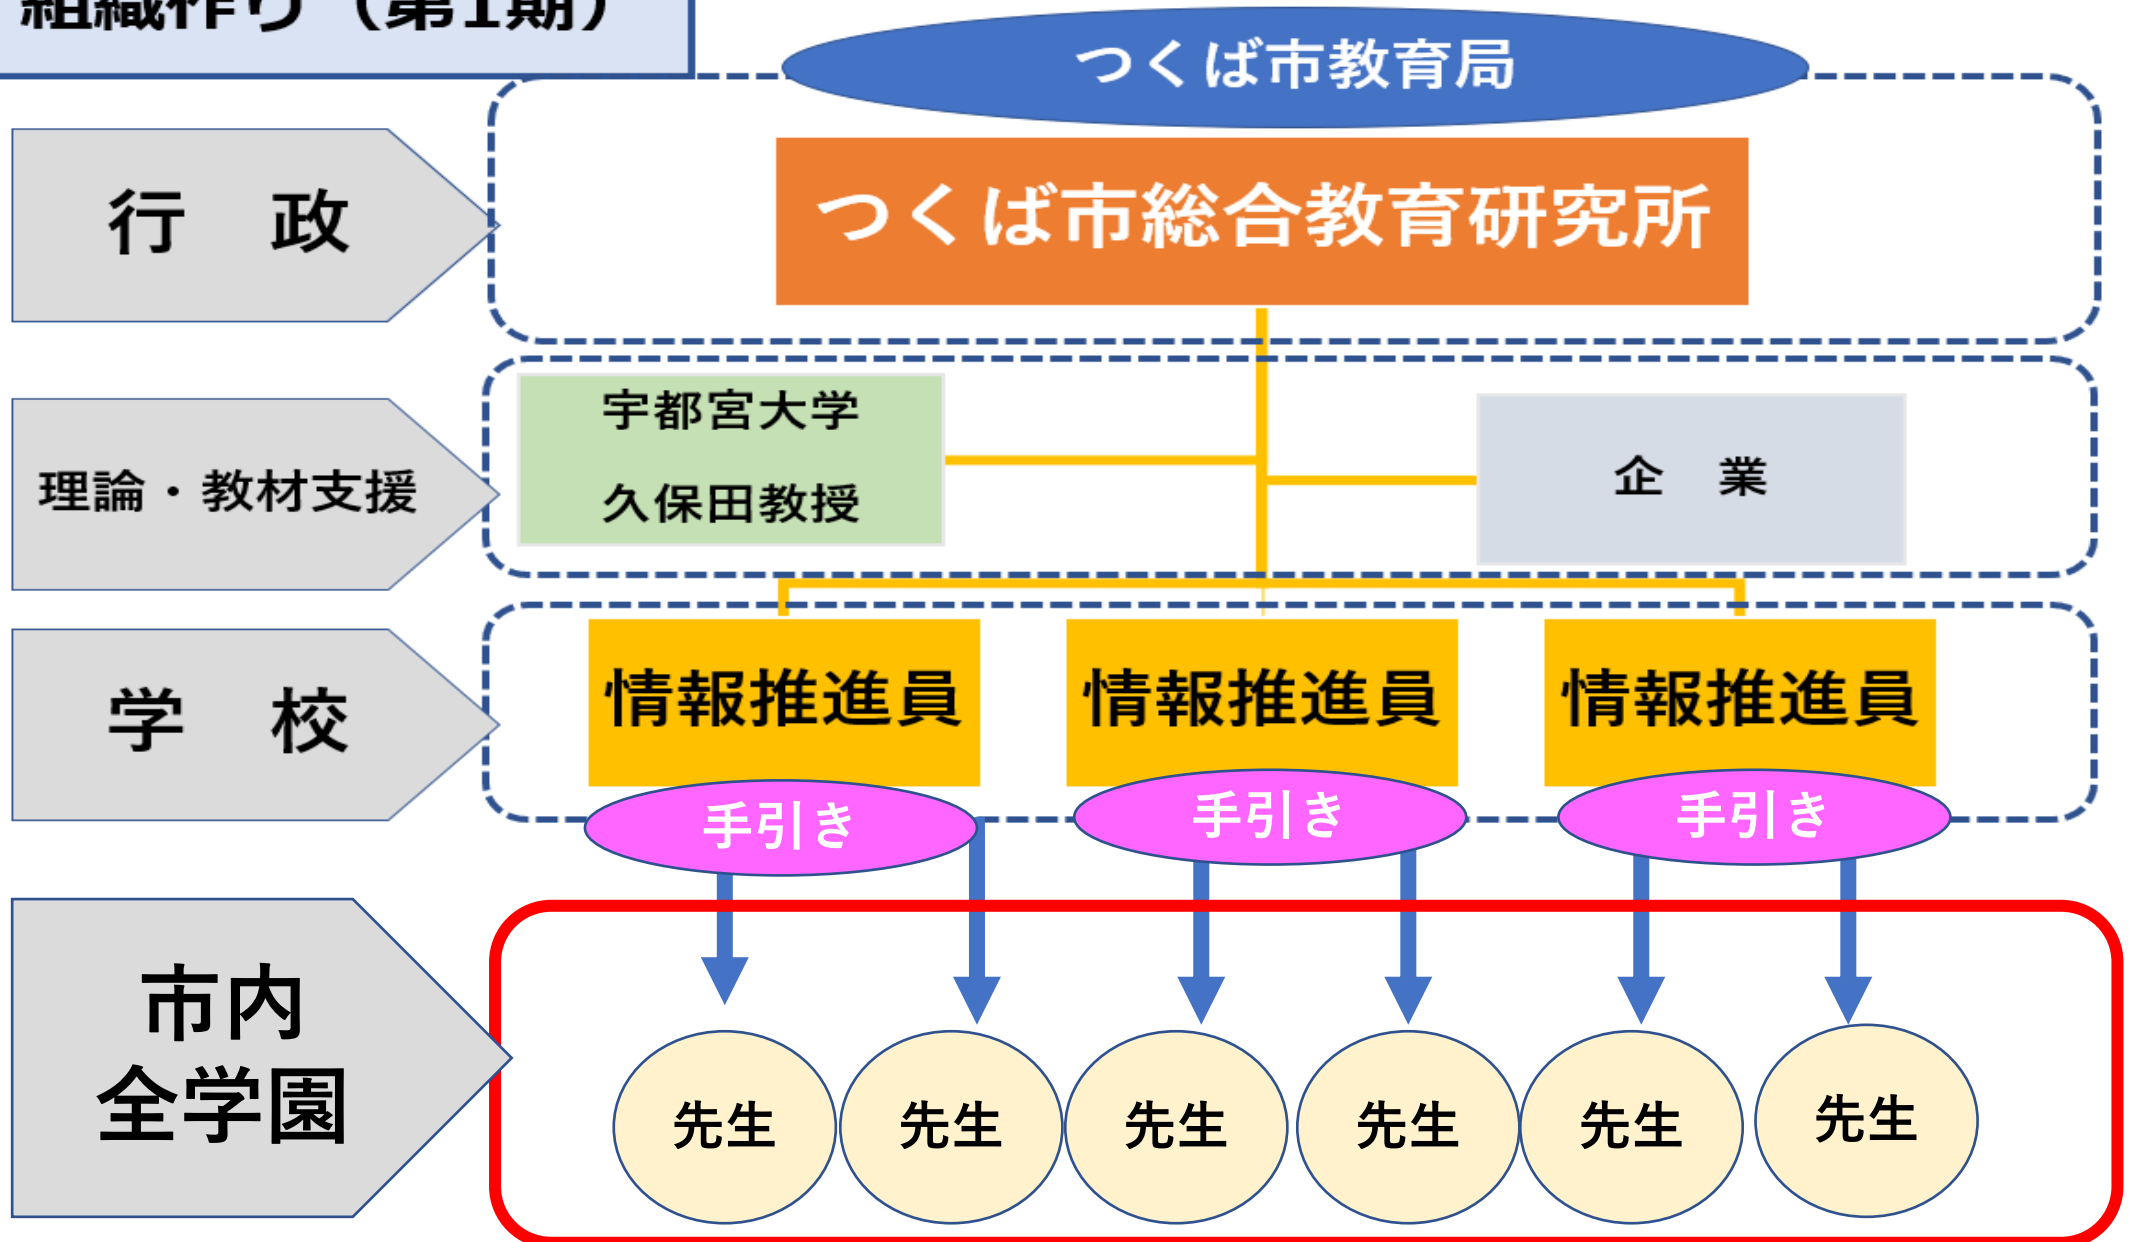 組織作り（第1期）
つくば市教育局
行　政
つくば市総合教育研究所
理論・教材支援
宇都宮大学
久保田教授
企　業
学　校
情報推進員
情報推進員
情報推進員
手引き
手引き
手引き
市内
全学園
先生
先生
先生
先生
先生
先生